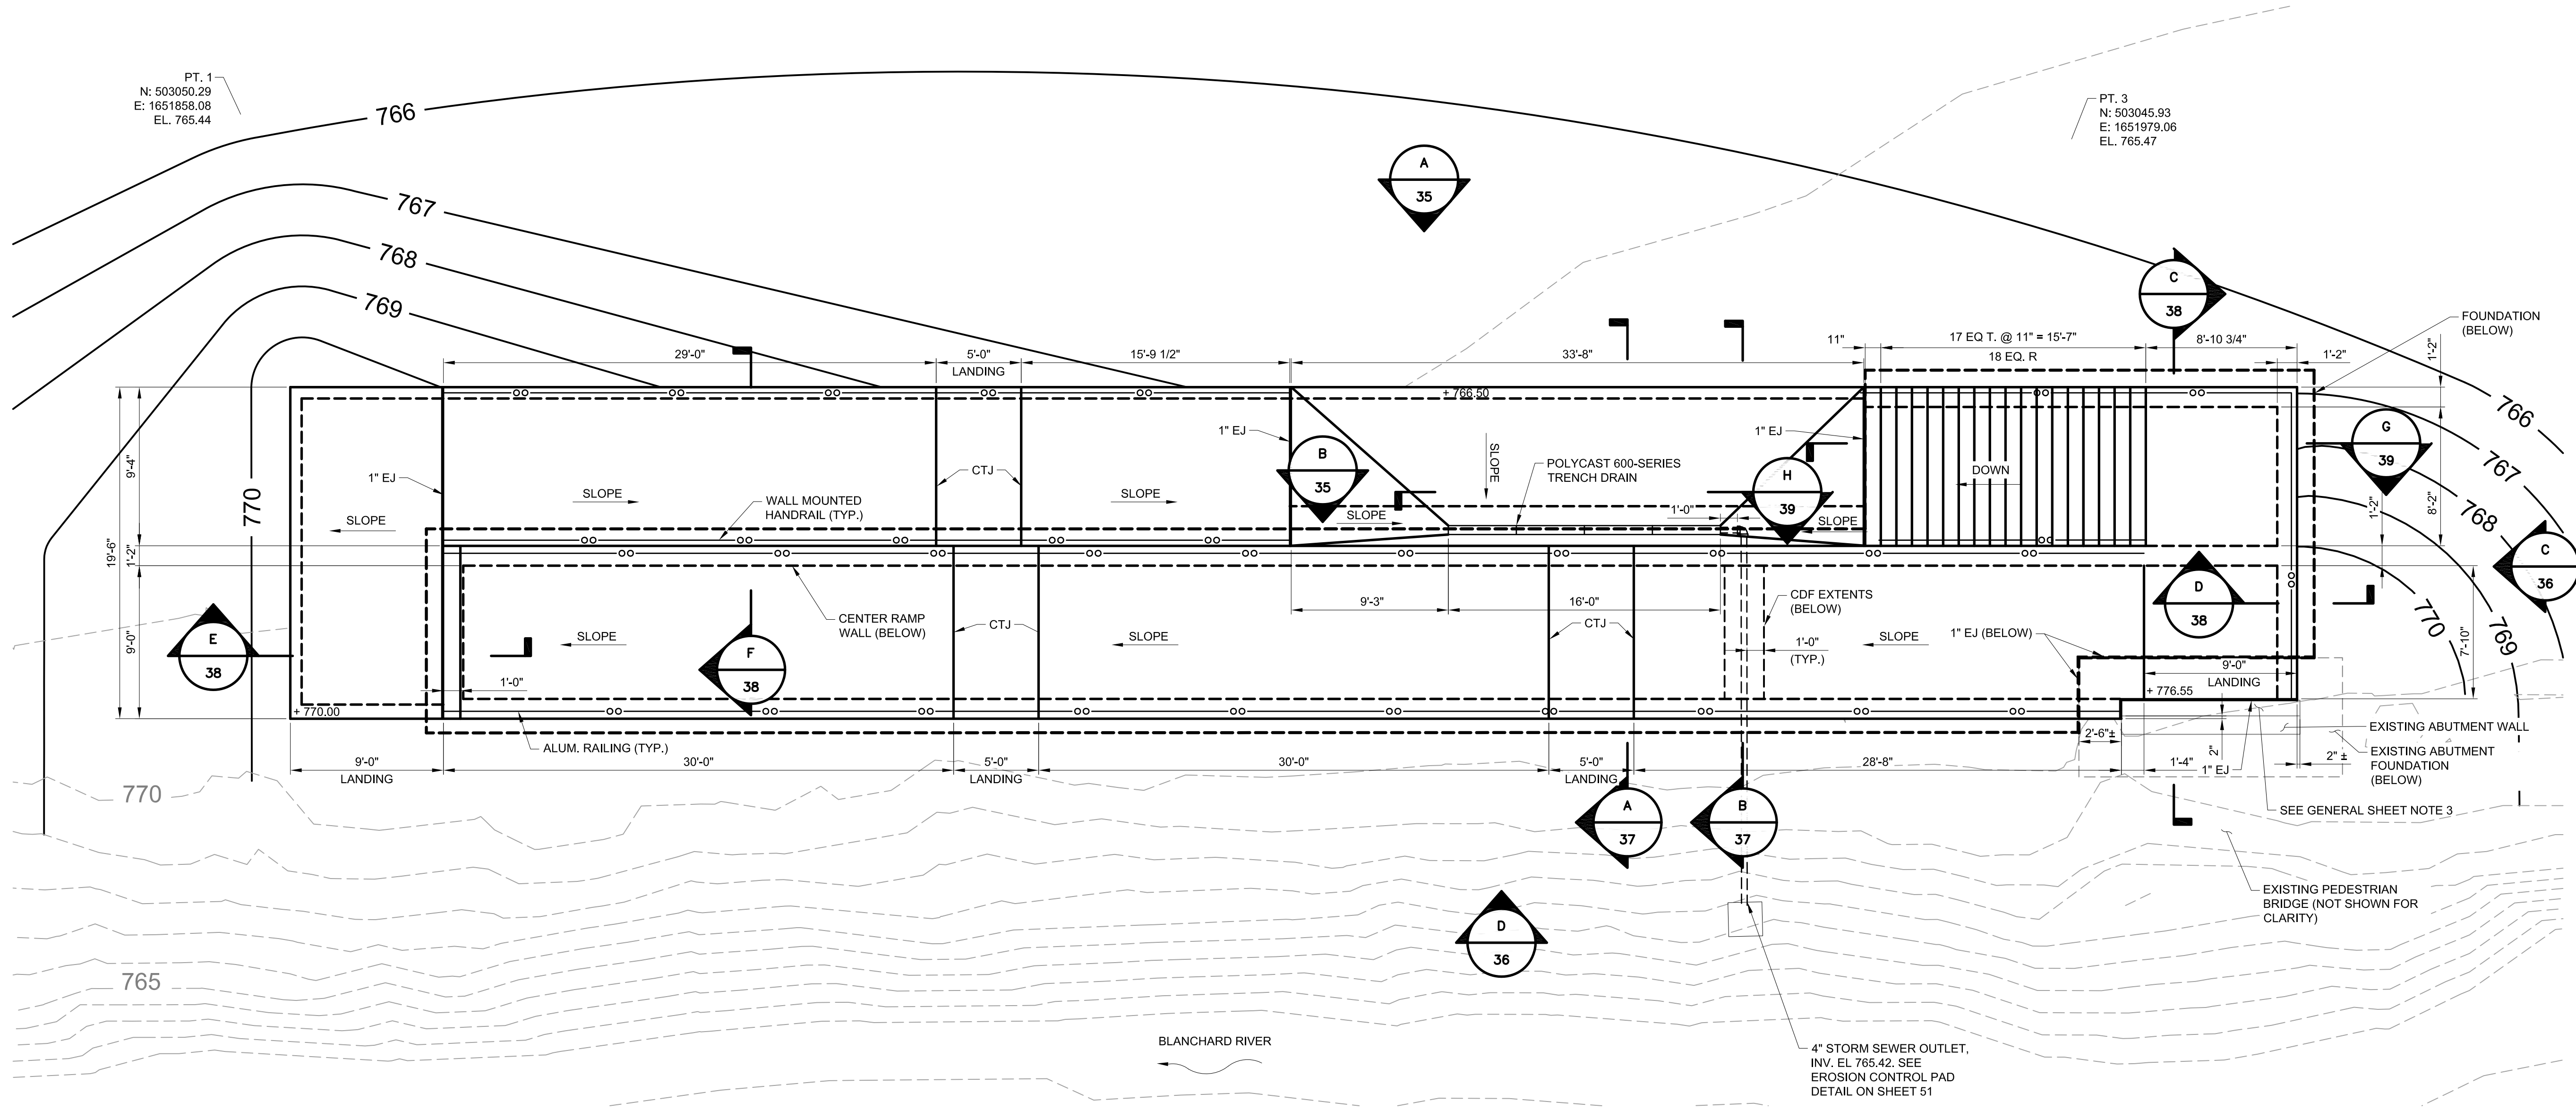 PT. 1
N: 503050.29
E: 1651858.08
EL. 765.44
766
PT. 3
N: 503045.93
E: 1651979.06
EL. 765.47
A
35
767
768
769
C
38
FOUNDATION
(BELOW)
29'-0"
5'-0"
LANDING
15'-9 1/2"
33'-8"
11"
17 EQ T. @ 11" = 15'-7"
18 EQ. R
8'-10 3/4"
1'-2"
1'-2"
+ 766.50
766
1" EJ
B
35
SLOPE
1" EJ
G
39
9'-4"
1" EJ
CTJ
POLYCAST 600-SERIES
TRENCH DRAIN
H
39
DOWN
767
770
SLOPE
SLOPE
WALL MOUNTED
HANDRAIL (TYP.)
SLOPE
SLOPE
1'-0"
SLOPE
1'-2"
8'-2"
768
19'-6"
1'-2"
C
36
9'-0"
CENTER RAMP
WALL (BELOW)
9'-3"
16'-0"
CDF EXTENTS
(BELOW)
D
38
770
769
E
38
SLOPE
CTJ
SLOPE
CTJ
1'-0"
(TYP.)
SLOPE
1" EJ (BELOW)
7'-10"
F
38
1'-0"
9'-0"
LANDING
+ 776.55
+ 770.00
ALUM. RAILING (TYP.)
2'-6"±
2"
EXISTING ABUTMENT WALL
EXISTING ABUTMENT
FOUNDATION
(BELOW)
9'-0"
LANDING
30'-0"
5'-0"
LANDING
30'-0"
5'-0"
LANDING
28'-8"
1'-4"
1" EJ
2" ±
770
A
37
B
37
SEE GENERAL SHEET NOTE 3
EXISTING PEDESTRIAN
BRIDGE (NOT SHOWN FOR
CLARITY)
D
36
765
BLANCHARD RIVER
4" STORM SEWER OUTLET,
INV. EL 765.42. SEE
EROSION CONTROL PAD
DETAIL ON SHEET 51